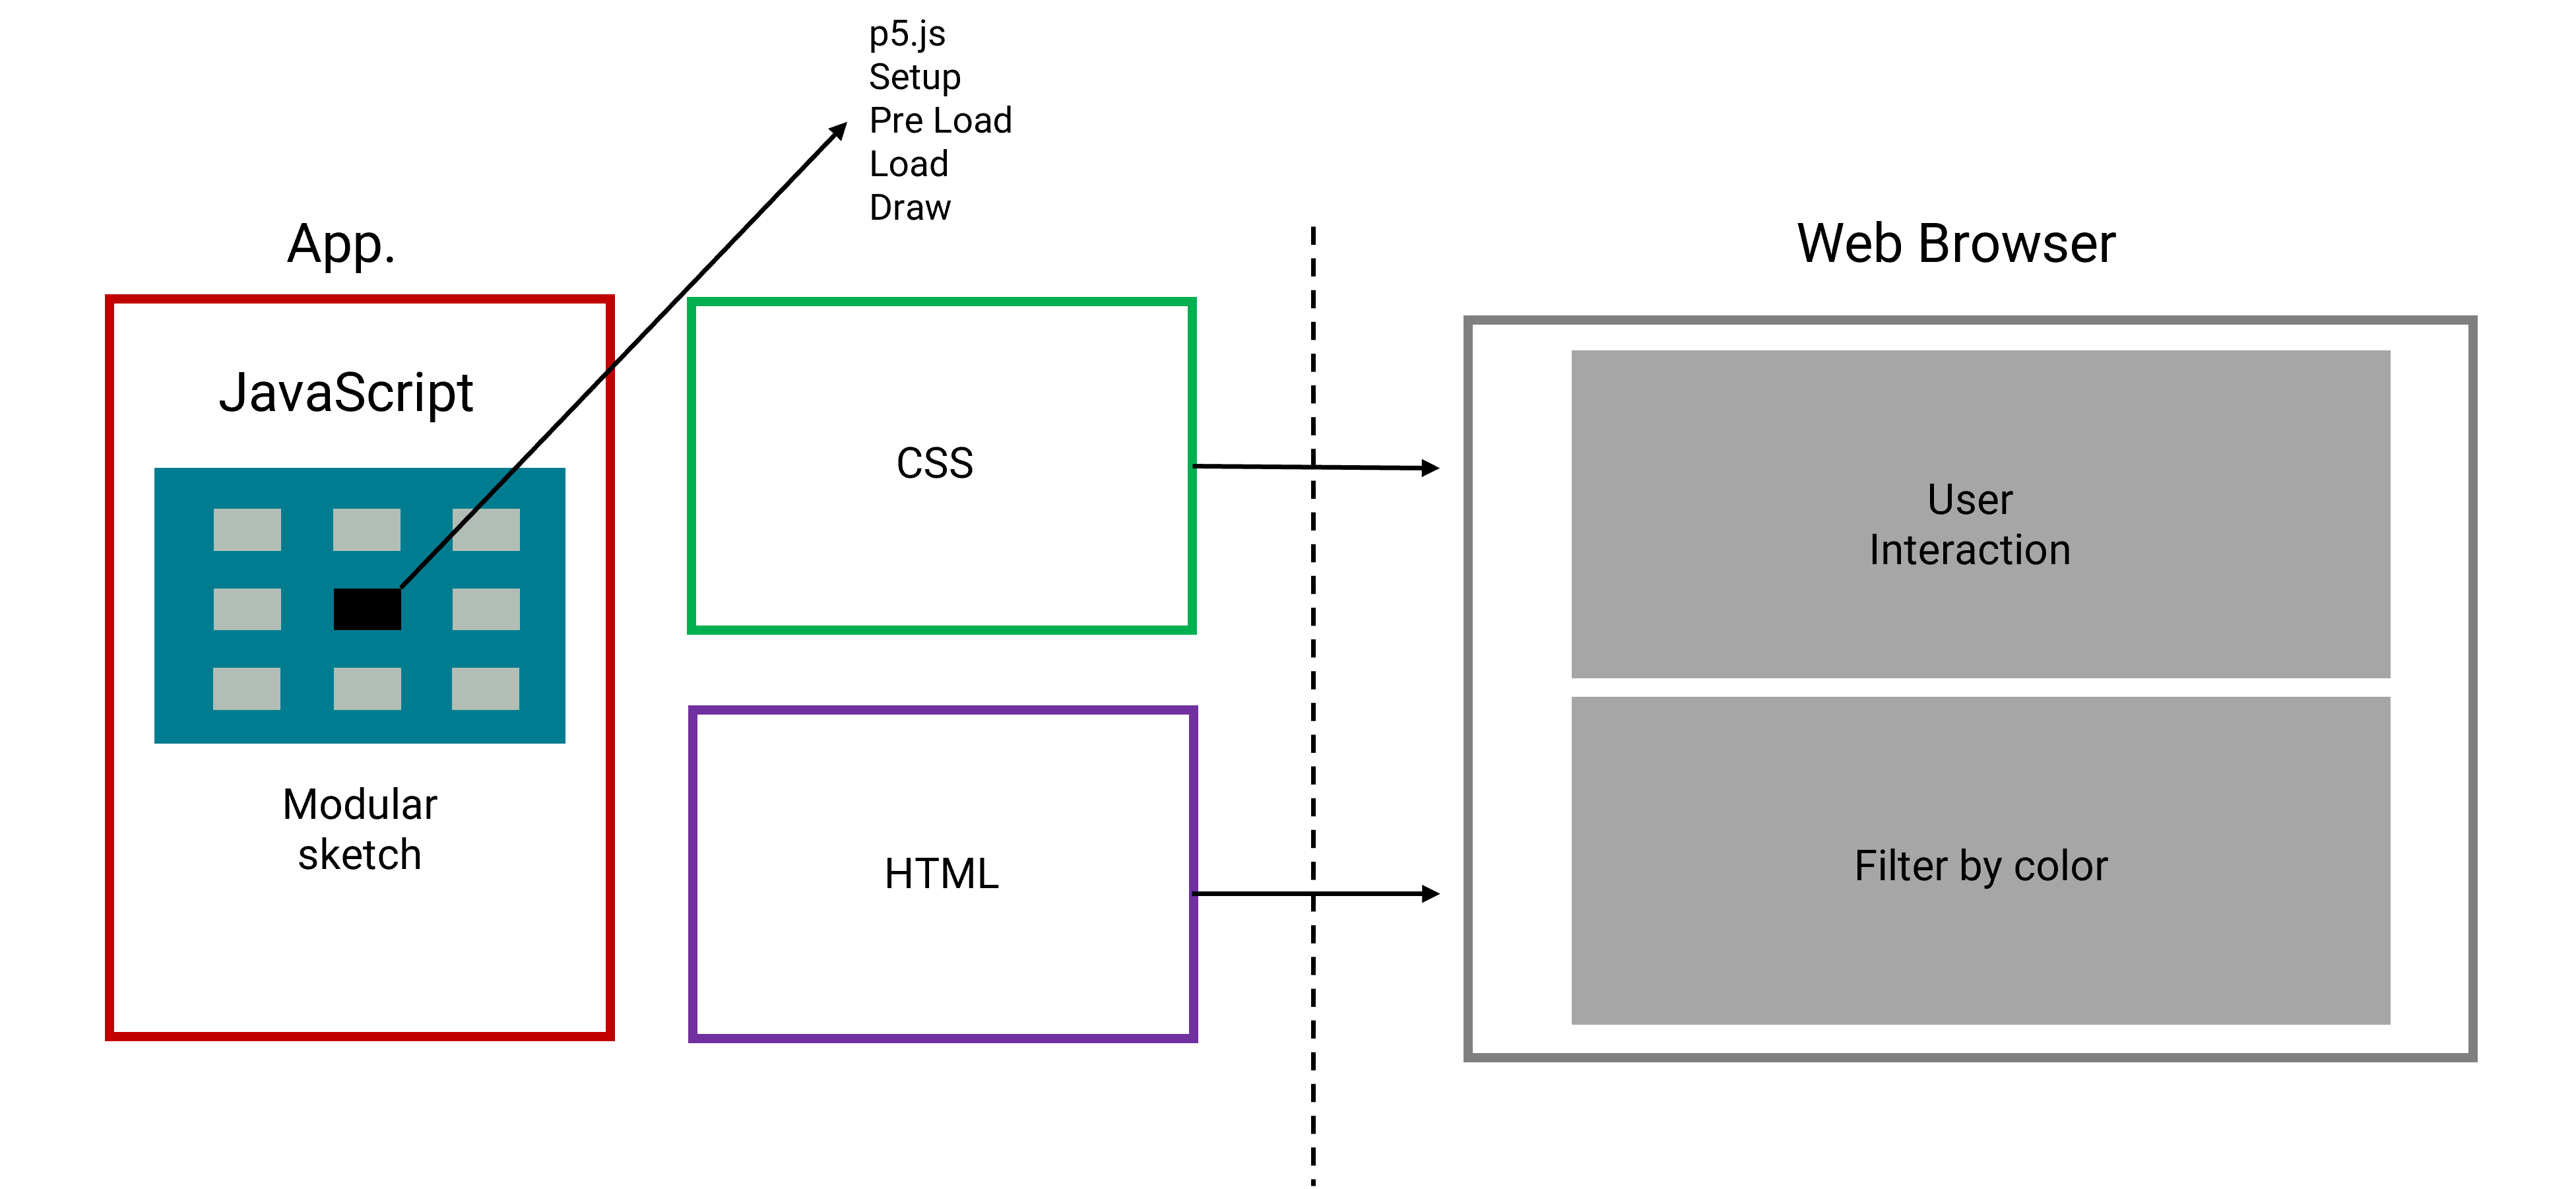 p5.js
Setup
Pre Load
Load
Draw
App.
Web Browser
JavaScript
CSS
User
Interaction
Modular
sketch
HTML
Filter by color